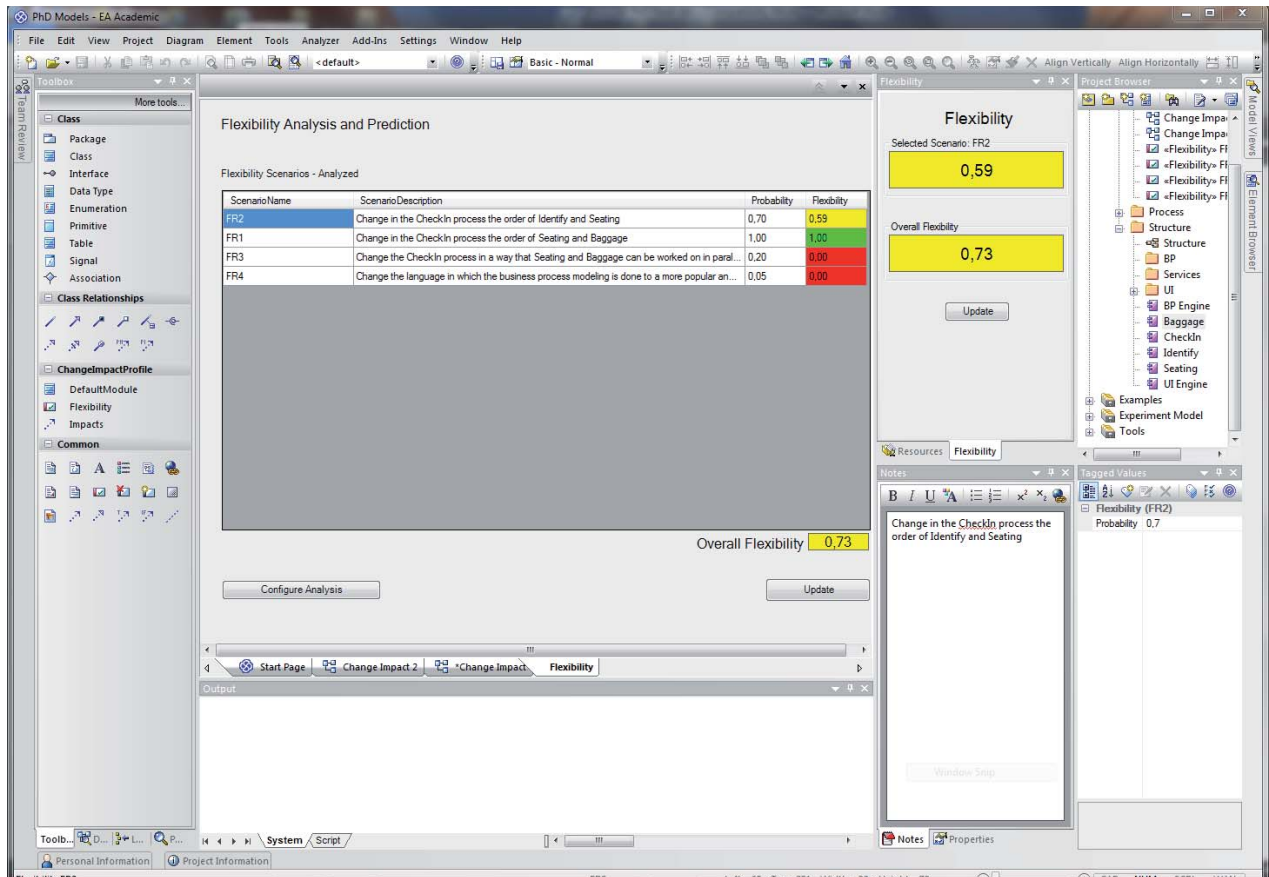 PhD Models - EA Academic
File Edit View Project Diagram Element Tools Analyzer Add-Ins Settings Window Help
<default> Basic - Normal Align Vertically Align Horizontally
Team Review
Toolbox
More tools...
Class
Package
Class
Interface
Data Type
Enumeration
Primitive
Table
Signal
Association
Class Relationships
ChangeImpactProfile
DefaultModule
Flexibility
Impacts
Common
Toolb... D... L... P...
Flexibility Analysis and Prediction
Flexibility Scenarios - Analyzed
ScenarioName ScenarioDescription Probability Flexibility
FR2 Change in the CheckIn process the order of Identify and Seating 0,70 0,59
FR1 Change in the CheckIn process the order of Seating and Baggage 1,00 1,00
FR3 Change the CheckIn process in a way that Seating and Baggage can be worked on in paral... 0,20 0,00
FR4 Change the language in which the business process modeling is done to a more popular an... 0,05 0,00
Overall Flexibility 0,73
Configure Analysis Update
Start Page Change Impact 2 *Change Impact Flexibility
Output
System Script
Flexibility
Flexibility
Selected Scenario: FR2
0,59
Overall Flexibility
0,73
Update
Resources Flexibility
Notes
B I U A
Change in the CheckIn process the
order of Identify and Seating
Window Snip
Notes Properties
Project Browser
Change Impa
Change Impa
«Flexibility» FF
«Flexibility» FF
«Flexibility» FF
«Flexibility» FF
Process
Structure
Structure
BP
Services
UI
BP Engine
Baggage
CheckIn
Identify
Seating
UI Engine
Examples
Experiment Model
Tools
Tagged Values
Flexibility (FR2)
Probability 0,7
Model Views
Element Browser
Personal Information Project Information